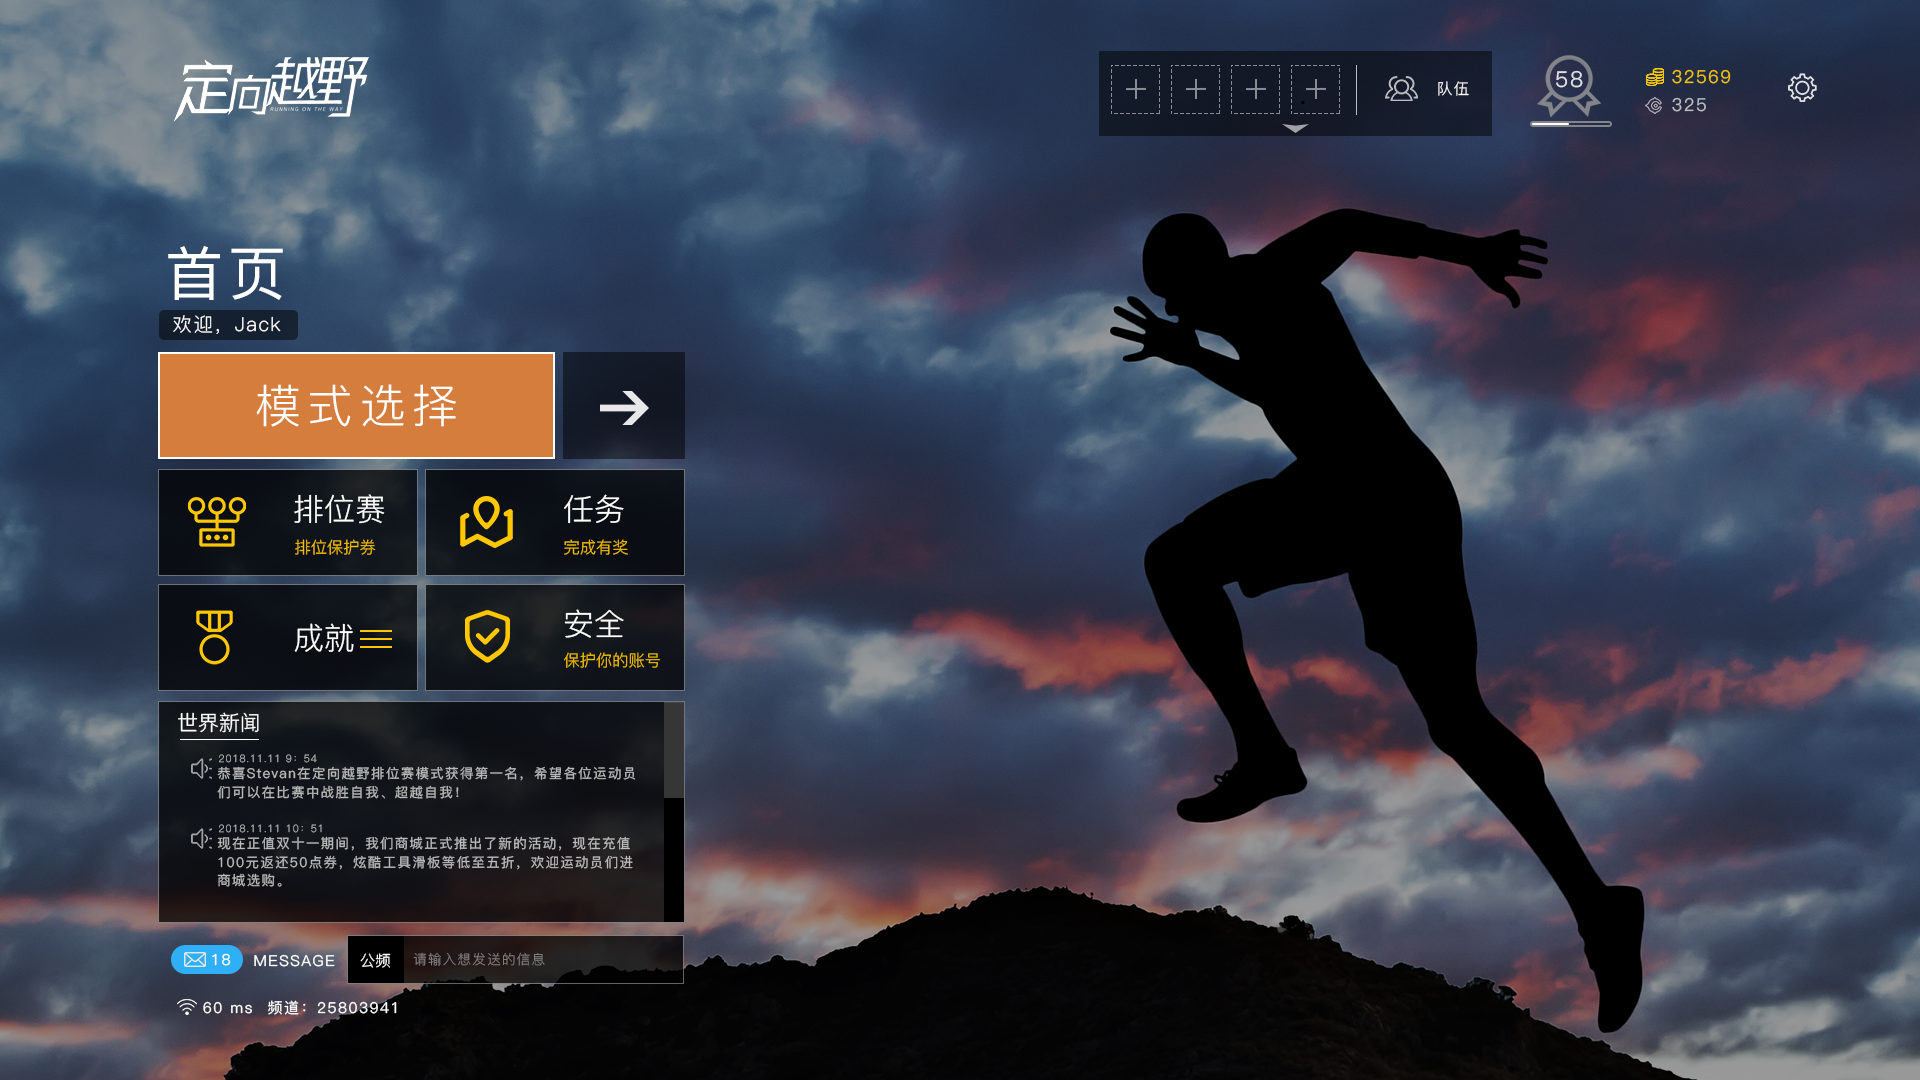 定向越野
RUNNING ON THE WAY
队伍
58
32569
325
首页
欢迎，Jack
模式选择
排位赛
排位保护券
任务
完成有奖
成就
安全
保护你的账号
世界新闻
2018.11.11 9：54
恭喜Stevan在定向越野排位赛模式获得第一名，希望各位运动员
们可以在比赛中战胜自我、超越自我！
2018.11.11 10：51
现在正值双十一期间，我们商城正式推出了新的活动，现在充值
100元返还50点券，炫酷工具滑板等低至五折，欢迎运动员们进
商城选购。
18 MESSAGE
公频
请输入想发送的信息
60 ms 频道：25803941